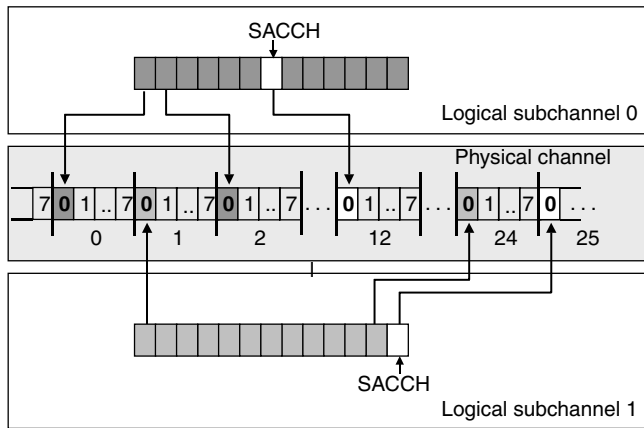 SACCH
Logical subchannel 0
Physical channel
7 0 1 .. 7 0 1 .. 7 0 1 .. 7 . . . 0 1 .. 7 . . . 0 1 .. 7 0 . . .
0 1 2 12 24 25
SACCH
Logical subchannel 1